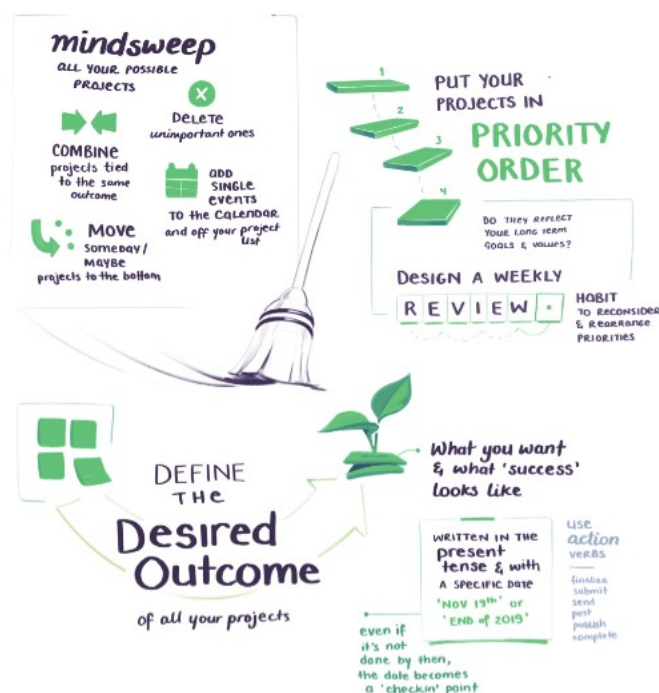 mindsweep
ALL YOUR POSSIBLE
PROJECTS
DELETE
unimportant ones
COMBINE
projects tied
to the same
outcome
ADD
SINGLE
EVENTS
TO THE CALENDAR
and off your project
list
MOVE
SOMEDAY/
MAYBE
projects to the bottom
1
2
3
4
PUT YOUR
PROJECTS IN
PRIORITY
ORDER
DO THEY REFLECT
YOUR LONG TERM
GOALS & VALUES?
DESIGN A WEEKLY
REVIEW
HABIT
TO RECONSIDER
& REARRANGE
PRIORITIES
DEFINE
THE
Desired
Outcome
of all your projects
What you want
& what 'success'
looks like
WRITTEN IN THE
present
tense & with
A SPECIFIC DATE
'NOV 19th' or
'END of 2019'
use
action
VERBS
finalize
submit
send
post
publish
complete
even if
it's not
done by then,
the date becomes
a 'checkin' point